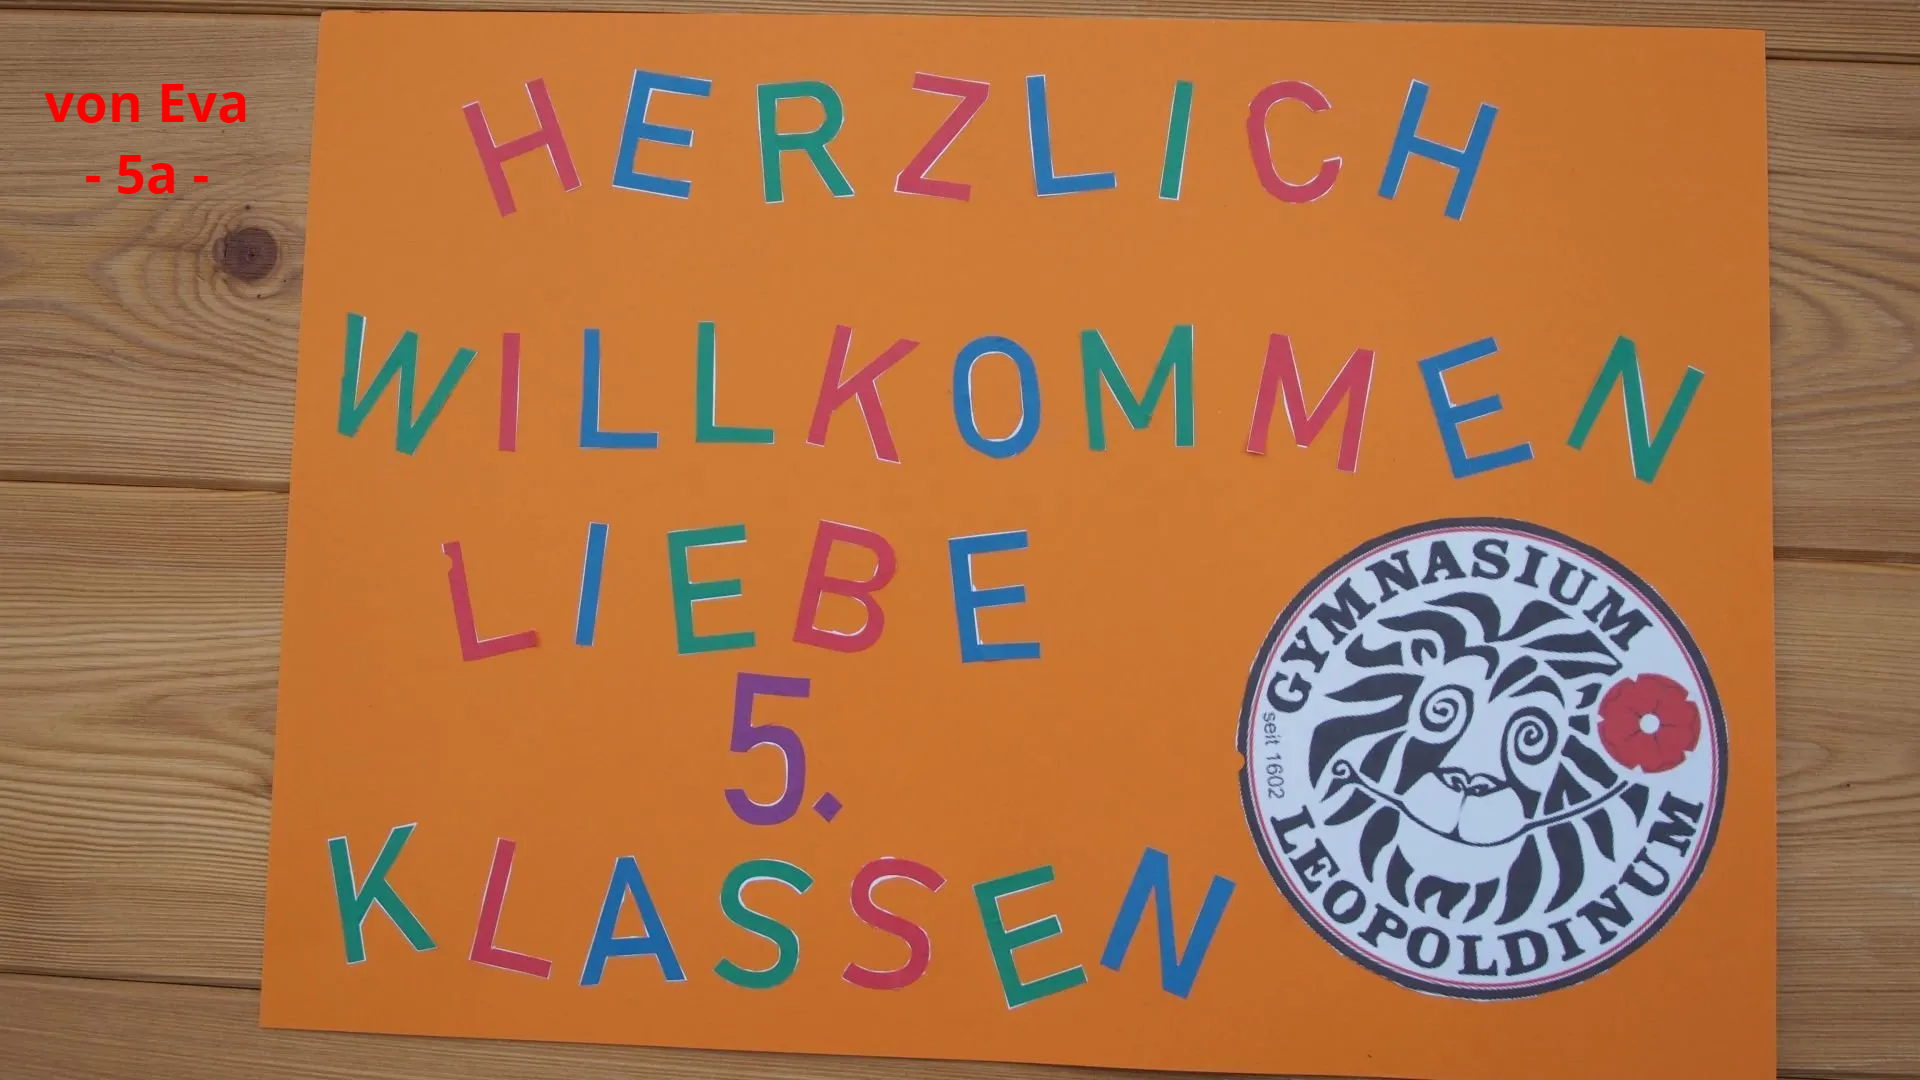 von Eva
- 5a -
HERZLICH
WILLKOMMEN
LIEBE
5.
KLASSEN
GYMNASIUM
seit 1602
LEOPOLDINUM